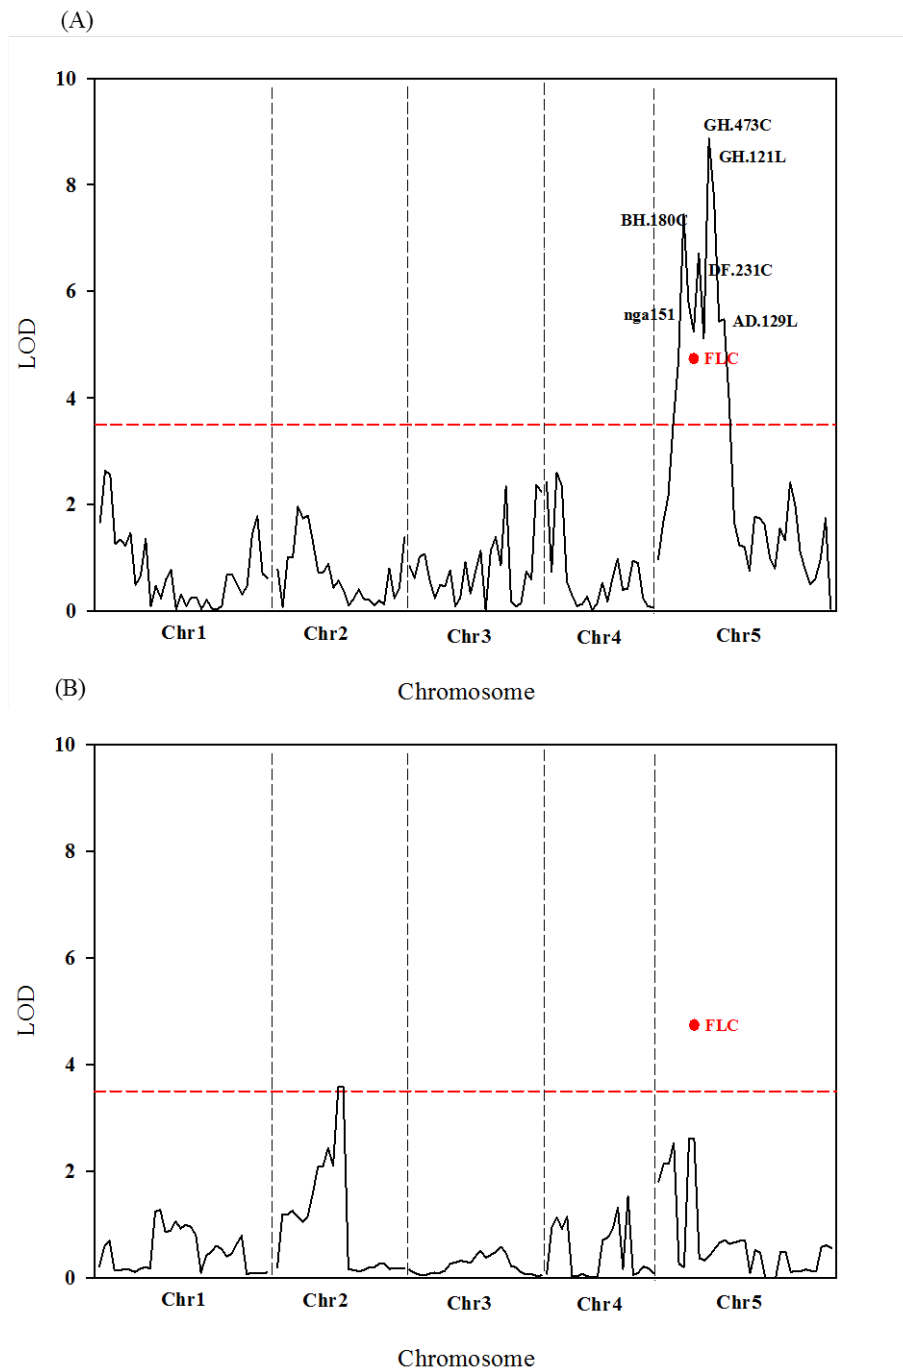 (A)
10
GH.473C
GH.121L
8
BH.180C
DF.231C
6
nga151
AD.129L
FLC
LOD
4
2
0
Chr1 Chr2 Chr3 Chr4 Chr5
Chromosome
(B)
10
8
6
FLC
LOD
4
2
0
Chr1 Chr2 Chr3 Chr4 Chr5
Chromosome